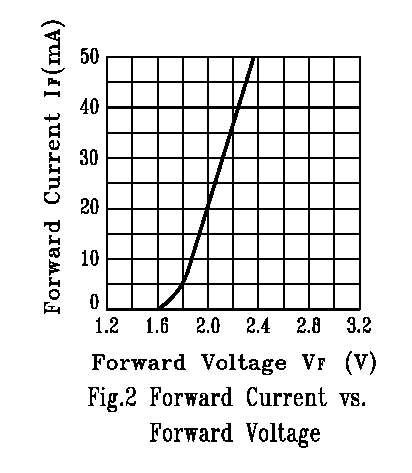 Forward Current IF(mA)
50
40
30
20
10
0
1.2 1.6 2.0 2.4 2.8 3.2
Forward Voltage VF (V)
Fig.2 Forward Current vs.
Forward Voltage